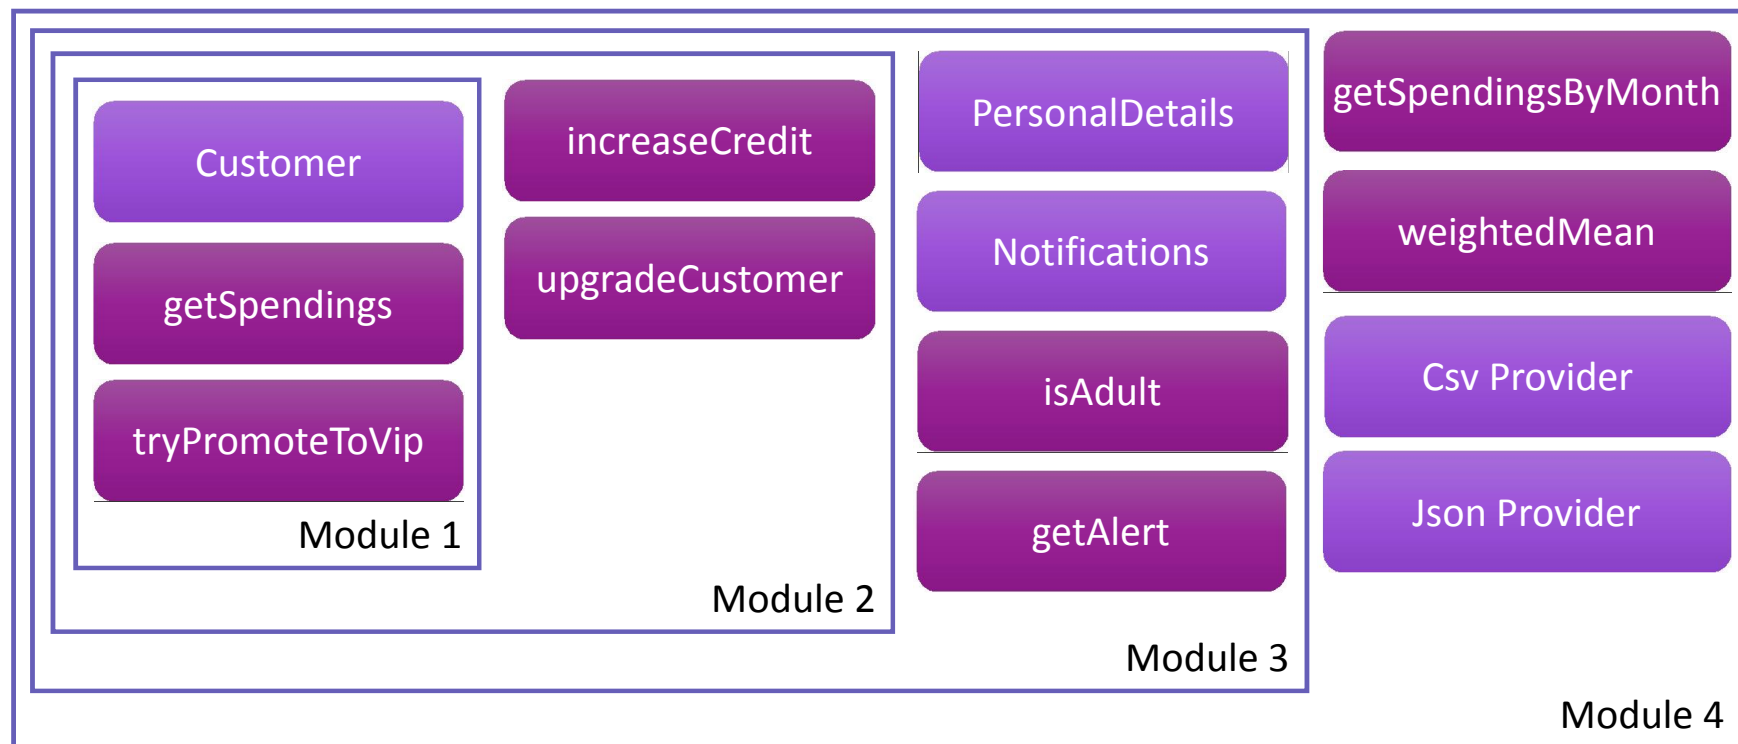 Customer
getSpendings
tryPromoteToVip
Module 1
increaseCredit
upgradeCustomer
Module 2
PersonalDetails
Notifications
isAdult
getAlert
Module 3
getSpendingsByMonth
weightedMean
Csv Provider
Json Provider
Module 4